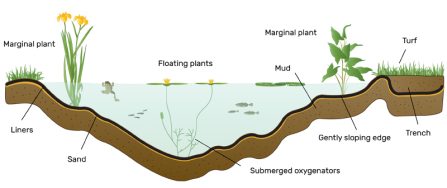 Marginal plant
Floating plants
Marginal plant
Turf
Mud
Liners
Sand
Submerged oxygenators
Gently sloping edge
Trench